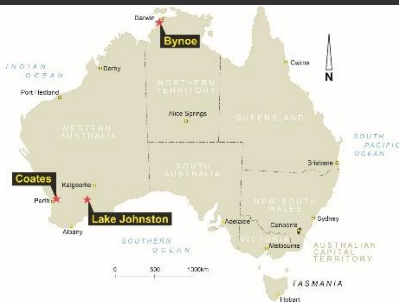 Darwin
Bynoe
INDIAN
OCEAN
Derby
Cairns
N
Port Hedland
NORTHERN
TERRITORY
Alice Springs
QUEENSLAND
WESTERN
AUSTRALIA
SOUTH
PACIFIC
OCEAN
SOUTH
AUSTRALIA
Brisbane
Coates
Kalgoorlie
Perth
NEW SOUTH
WALES
Lake Johnston
Adelaide
Sydney
Canberra
Albany
VICTORIA
AUSTRALIAN
CAPITAL
TERRITORY
SOUTHERN
OCEAN
Melbourne
0 500 1000km
TASMANIA
Hobart